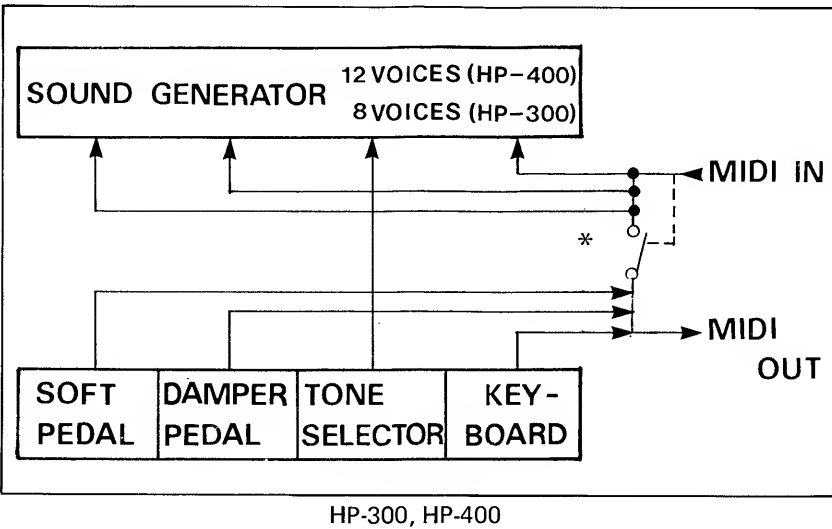 SOUND GENERATOR
12 VOICES (HP-400)
8 VOICES (HP-300)
MIDI IN
*
MIDI
OUT
SOFT
PEDAL
DAMPER
PEDAL
TONE
SELECTOR
KEY-
BOARD
HP-300, HP-400